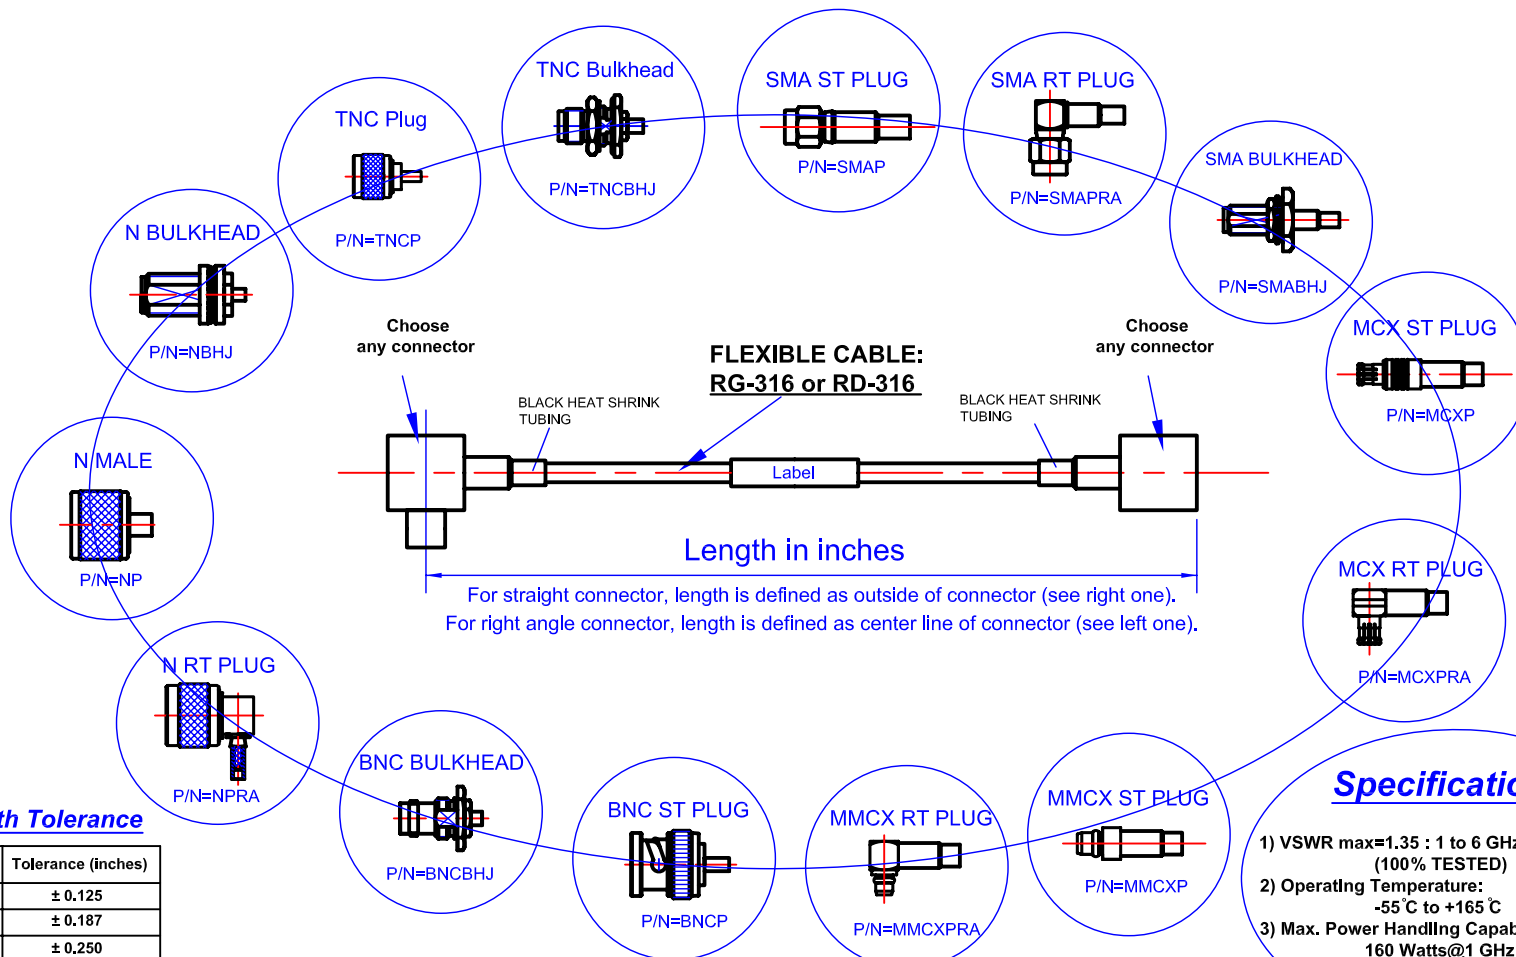 TNC Bulkhead
P/N=TNCBHJ
SMA ST PLUG
P/N=SMAP
SMA RT PLUG
P/N=SMAPRA
TNC Plug
P/N=TNCP
SMA BULKHEAD
P/N=SMABHJ
N BULKHEAD
P/N=NBHJ
MCX ST PLUG
P/N=MCXP
Choose
any connector
FLEXIBLE CABLE:
RG-316 or RD-316
Choose
any connector
BLACK HEAT SHRINK
TUBING
BLACK HEAT SHRINK
TUBING
Label
N MALE
P/N=NP
Length in inches
For straight connector, length is defined as outside of connector (see right one).
For right angle connector, length is defined as center line of connector (see left one).
MCX RT PLUG
P/N=MCXPRA
N RT PLUG
P/N=NPRA
BNC BULKHEAD
P/N=BNCBHJ
BNC ST PLUG
P/N=BNCP
MMCX RT PLUG
P/N=MMCXPRA
MMCX ST PLUG
P/N=MMCXP
th Tolerance
Tolerance (inches)
± 0.125
± 0.187
± 0.250
Specificatio
1) VSWR max=1.35 : 1 to 6 GHz
(100% TESTED)
2) Operating Temperature:
-55°C to +165°C
3) Max. Power Handling Capab
160 Watts@1 GHz